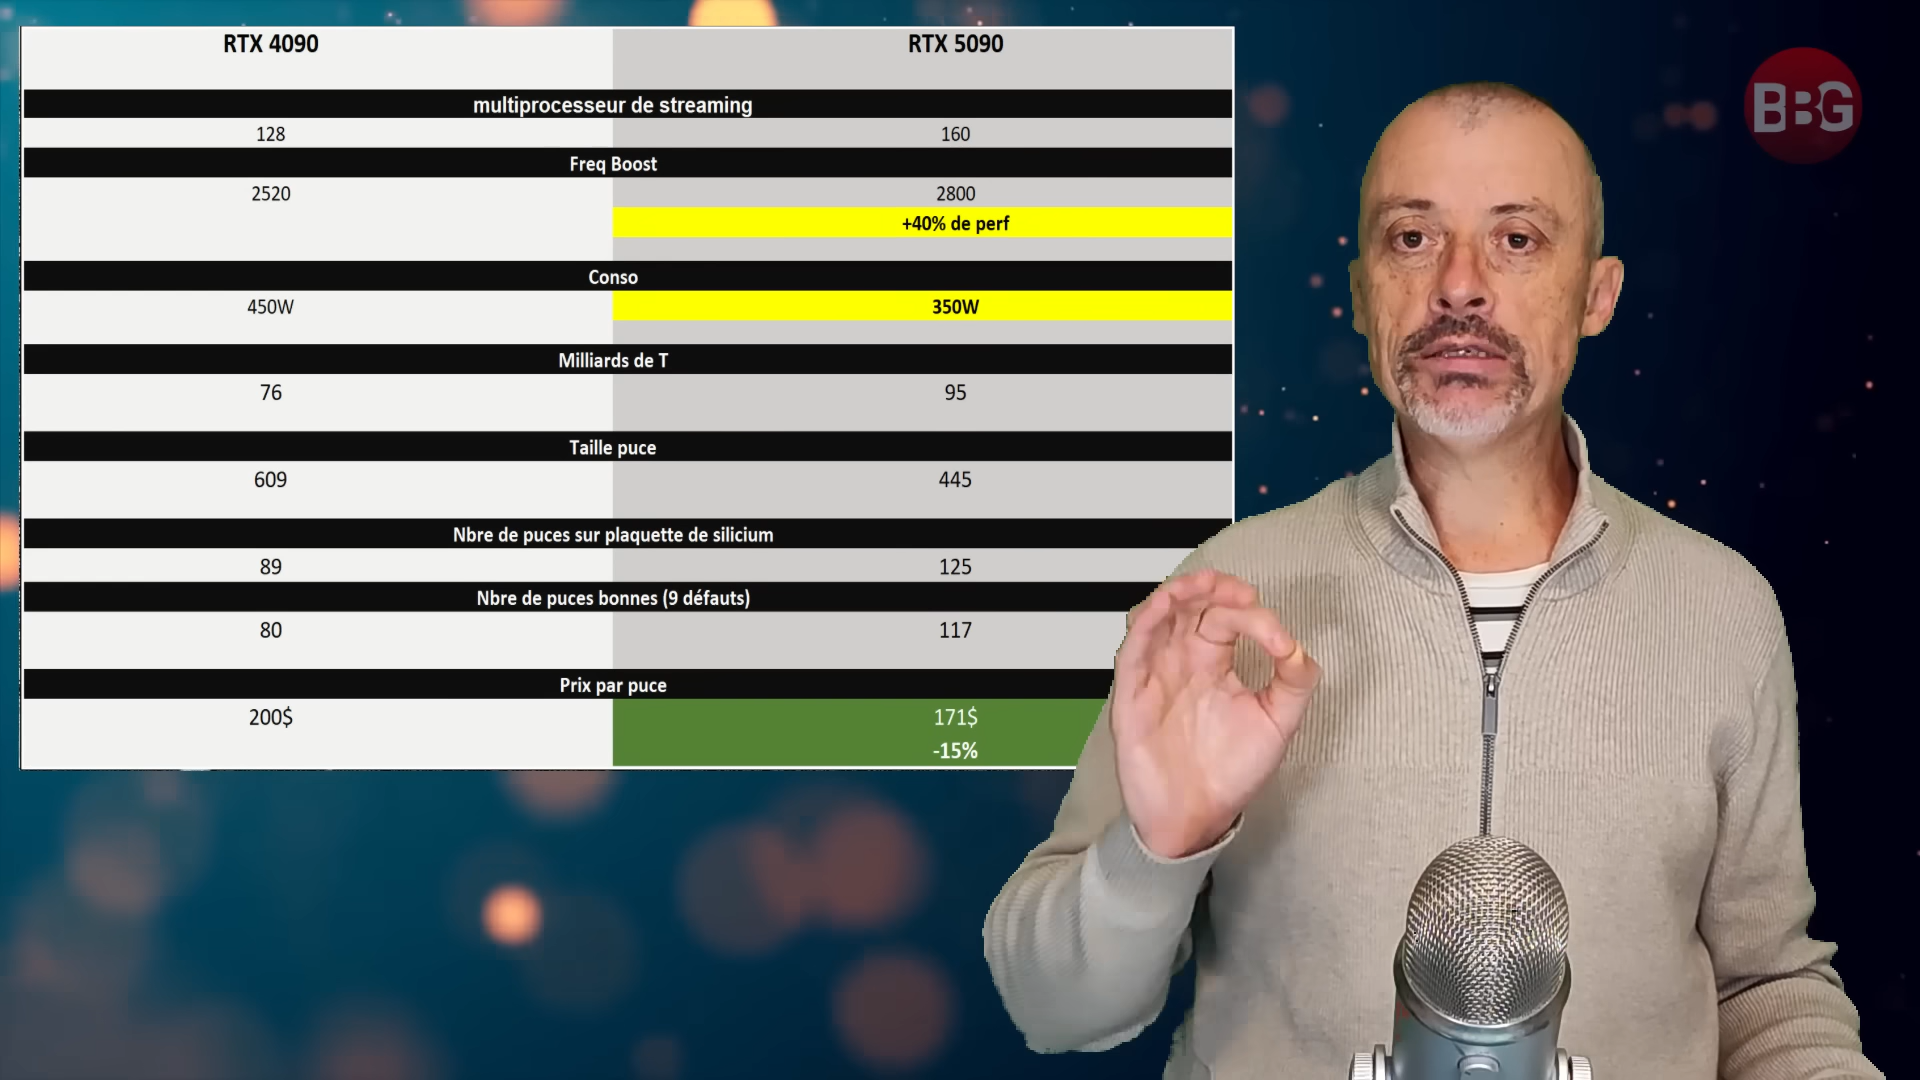 RTX 4090 RTX 5090
multiprocesseur de streaming
128 160
Freq Boost
2520 2800
+40% de perf
Conso
450W 350W
Milliards de T
76 95
Taille puce
609 445
Nbre de puces sur plaquette de silicium
89 125
Nbre de puces bonnes (9 défauts)
80 117
Prix par puce
200$ 171$
-15%
BBG